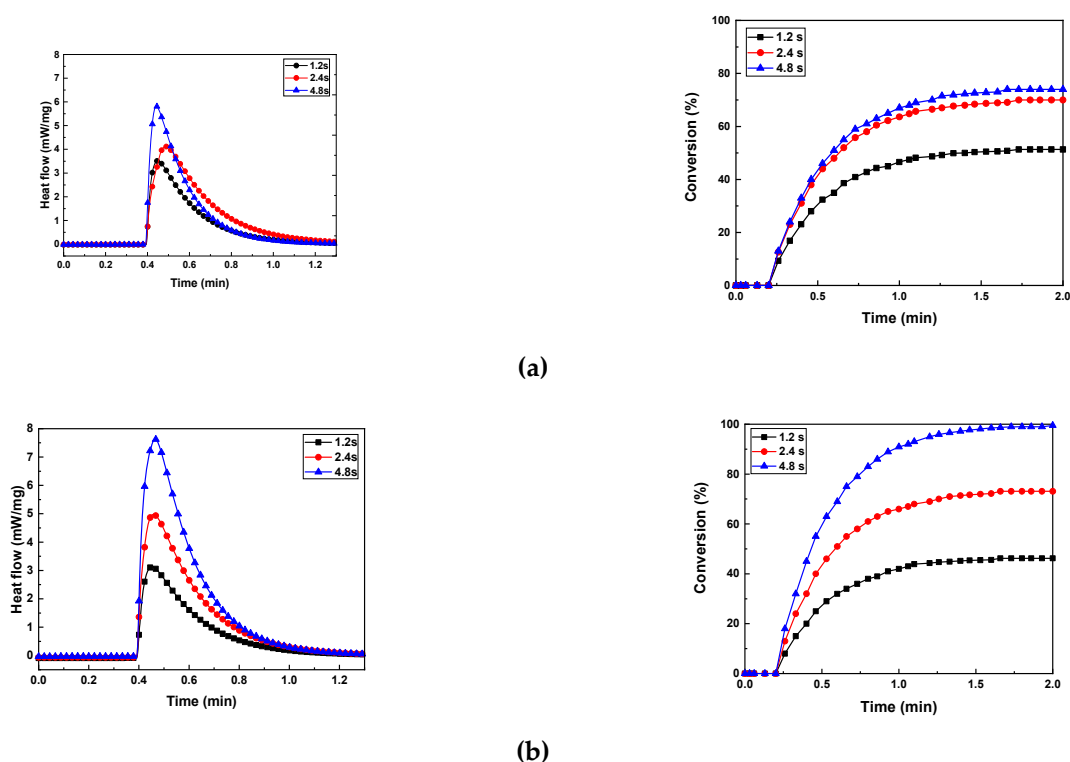 8
7
6
5
4
3
2
1
0
Heat flow (mW/mg)
1.2s
2.4s
4.8s
0.0 0.2 0.4 0.6 0.8 1.0 1.2
Time (min)
100
80
60
40
20
0
Conversion (%)
1.2 s
2.4 s
4.8 s
0.0 0.5 1.0 1.5 2.0
Time (min)
(a)
8
7
6
5
4
3
2
1
0
Heat flow (mW/mg)
1.2s
2.4s
4.8s
0.0 0.2 0.4 0.6 0.8 1.0 1.2
Time (min)
100
80
60
40
20
0
Conversion (%)
1.2 s
2.4 s
4.8 s
0.0 0.5 1.0 1.5 2.0
Time (min)
(b)